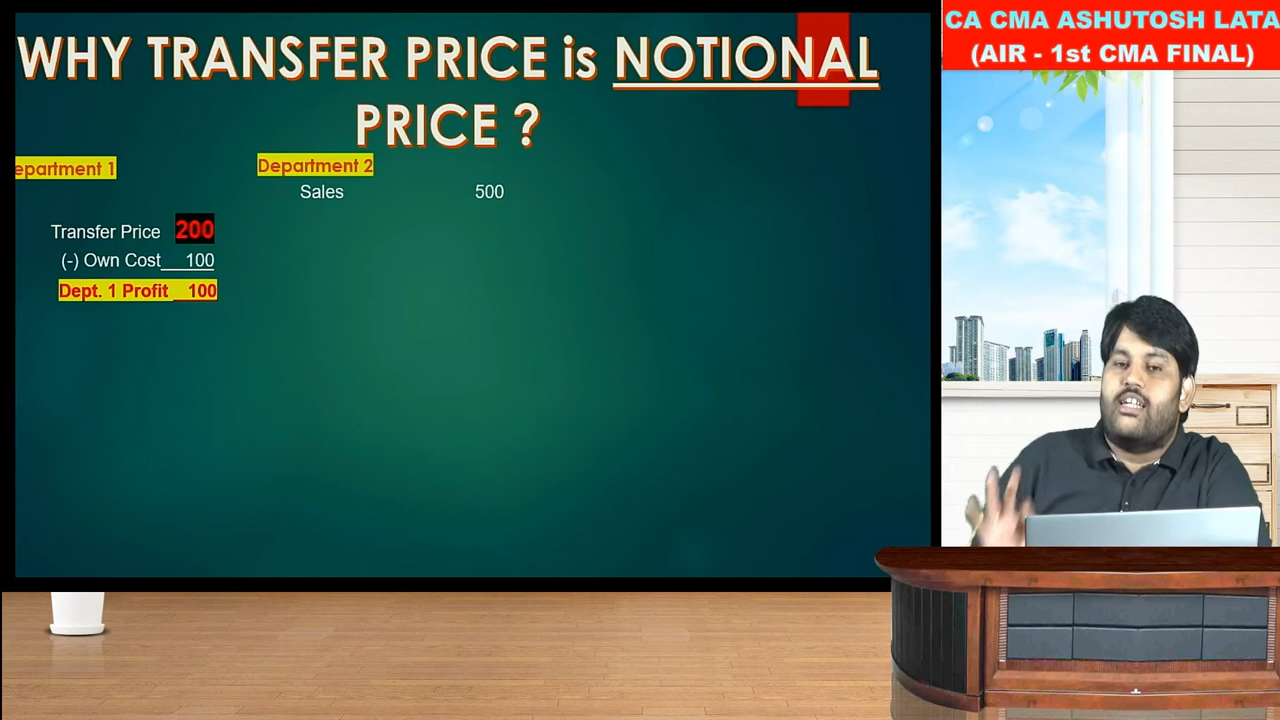 WHY TRANSFER PRICE is NOTIONAL
PRICE ?
epartment 1
Transfer Price 200
(-) Own Cost 100
Dept. 1 Profit 100
Department 2
Sales 500
CA CMA ASHUTOSH LATA
(AIR - 1st CMA FINAL)